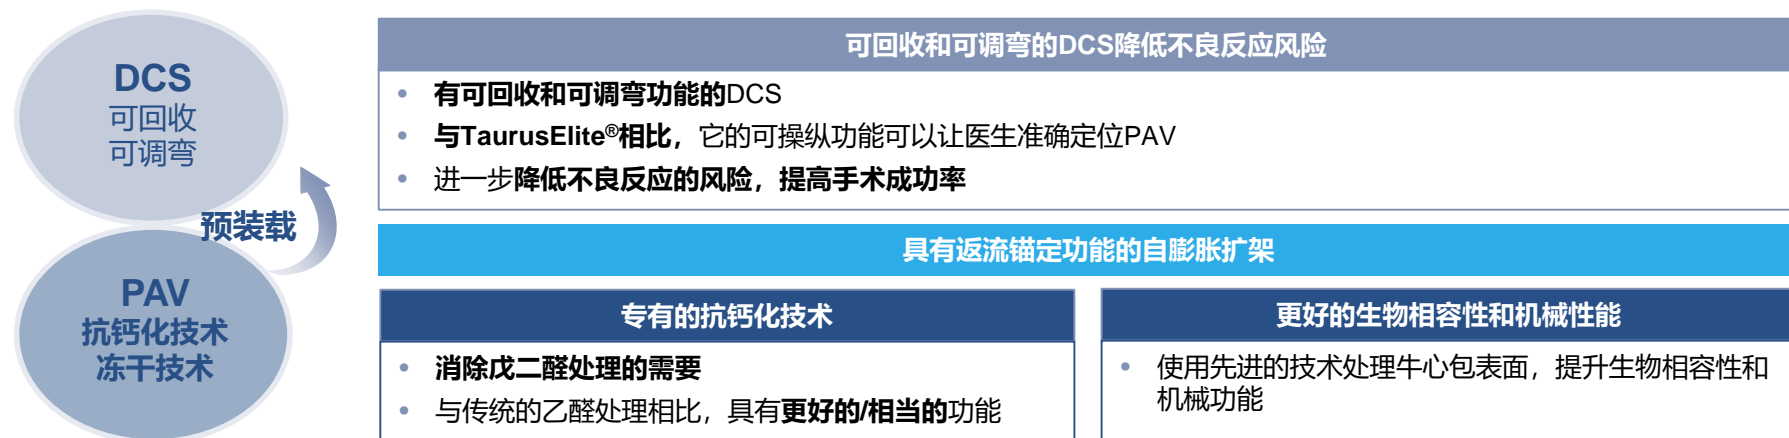 DCS
可回收
可调弯
预装载
PAV
抗钙化技术
冻干技术
可回收和可调弯的DCS降低不良反应风险
• 有可回收和可调弯功能的DCS
• 与TaurusElite®相比，它的可操纵功能可以让医生准确定位PAV
• 进一步降低不良反应的风险，提高手术成功率
具有返流锚定功能的自膨胀扩架
专有的抗钙化技术
• 消除戊二醛处理的需要
• 与传统的乙醛处理相比，具有更好的/相当的功能
更好的生物相容性和机械性能
• 使用先进的技术处理牛心包表面，提升生物相容性和
机械功能